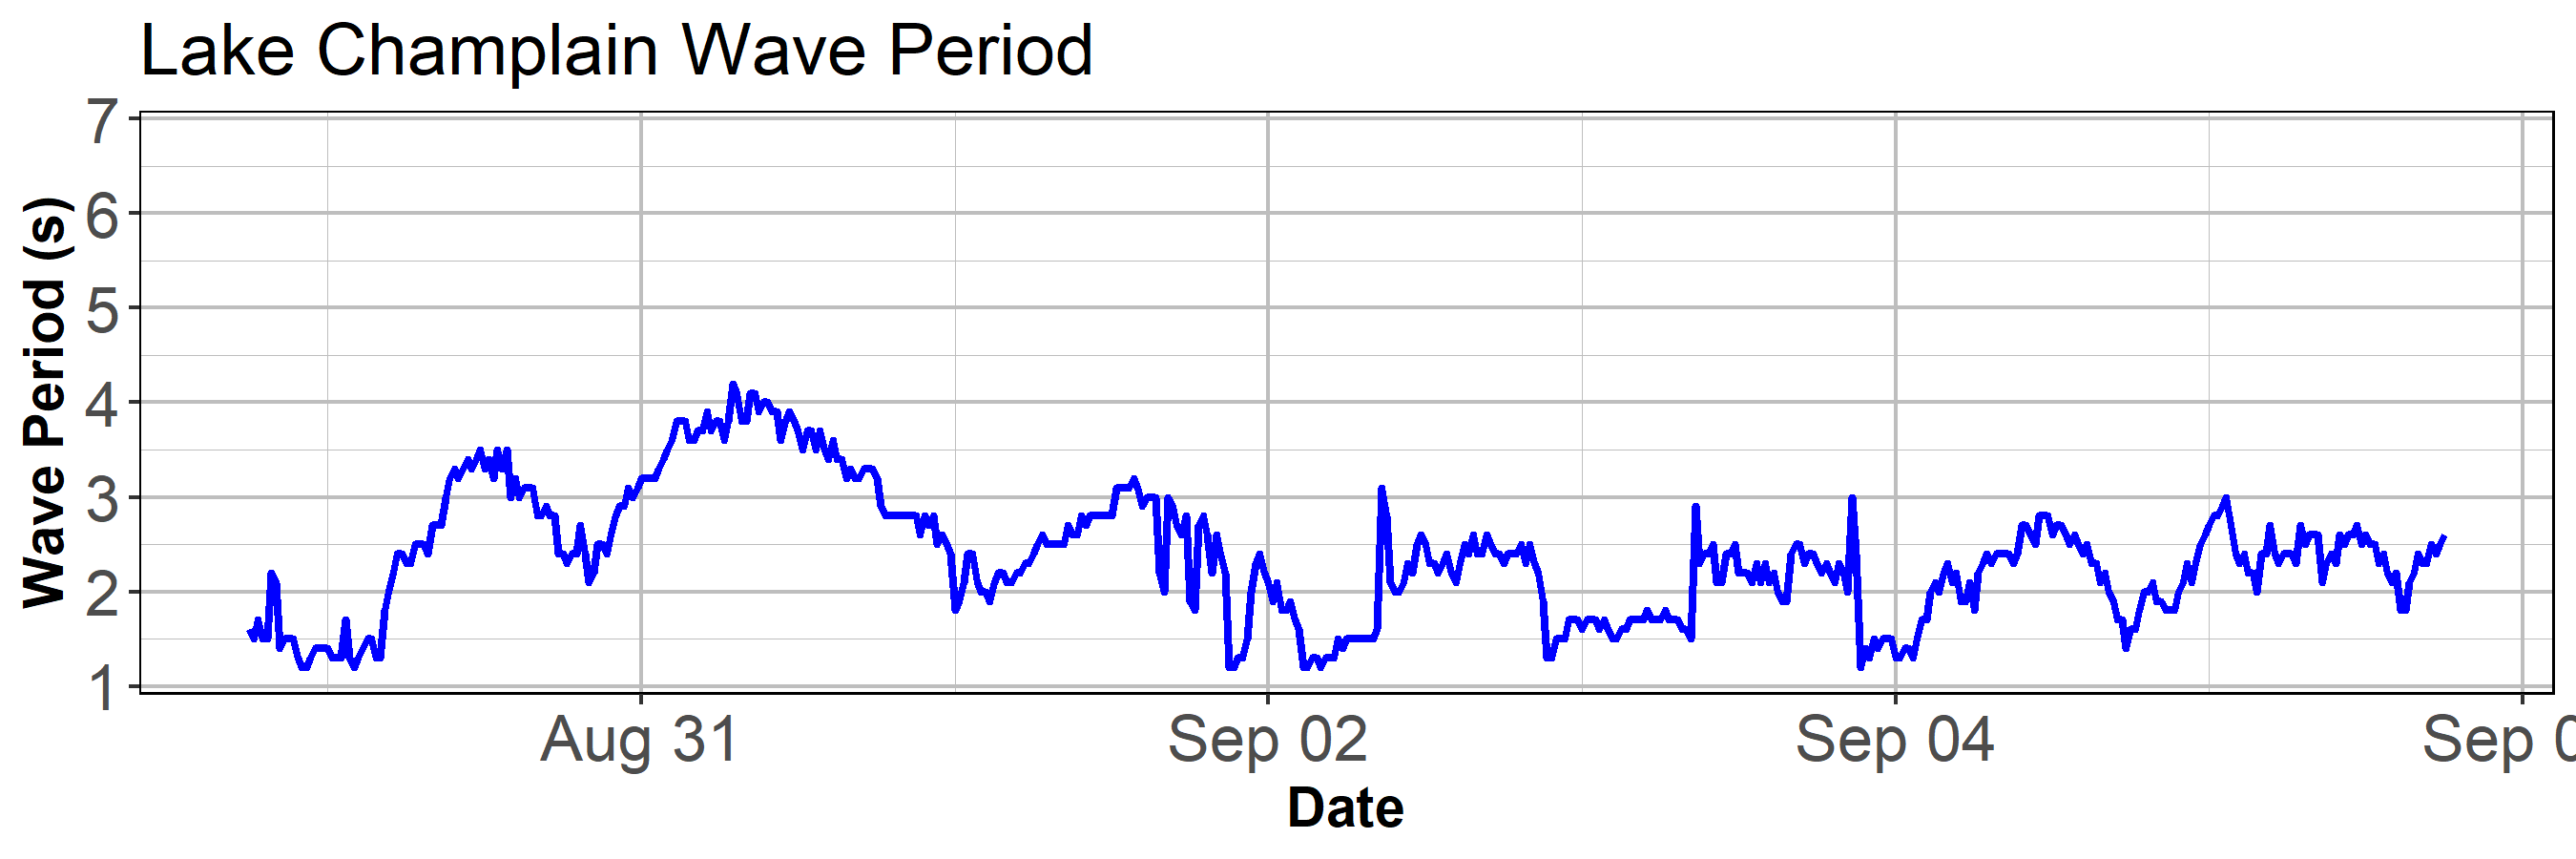 Lake Champlain Wave Period
Wave Period (s)
7
6
5
4
3
2
1
Aug 31
Sep 02
Sep 04
Sep
Date